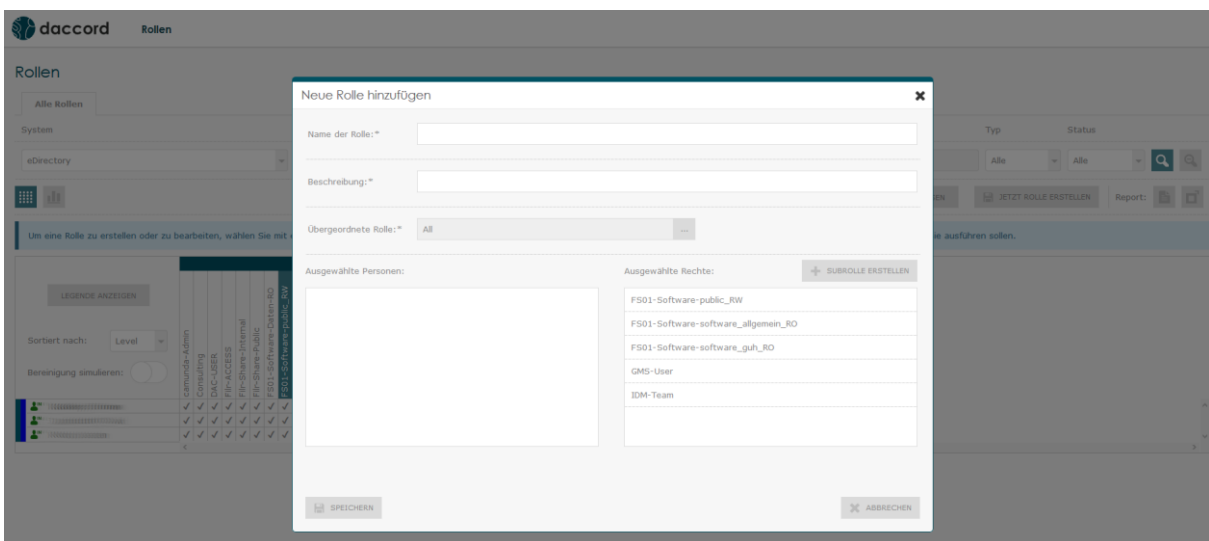 daccord
Rollen
Rollen
Alle Rollen
System
Typ
Status
eDirectory
Alle
Alle
JETZT ROLLE ERSTELLEN
Report:
Um eine Rolle zu erstellen oder zu bearbeiten, wählen Sie mit
ausführen sollen.
LEGENDE ANZEIGEN
Sortiert nach:
Level
Bereinigung simulieren:
camunda-Admin
Consulting
DAC-USER
Filr-ACCESS
Filr-Share-Internal
Filr-Share-Public
FS01-Software-Daten-RO
FS01-Software-public_RW
Neue Rolle hinzufügen
Name der Rolle:*
Beschreibung:*
Übergeordnete Rolle:*
All
...
Ausgewählte Personen:
Ausgewählte Rechte:
SUBROLLE ERSTELLEN
FS01-Software-public_RW
FS01-Software-software_allgemein_RO
FS01-Software-software_guh_RO
GMS-User
IDM-Team
SPEICHERN
ABBRECHEN